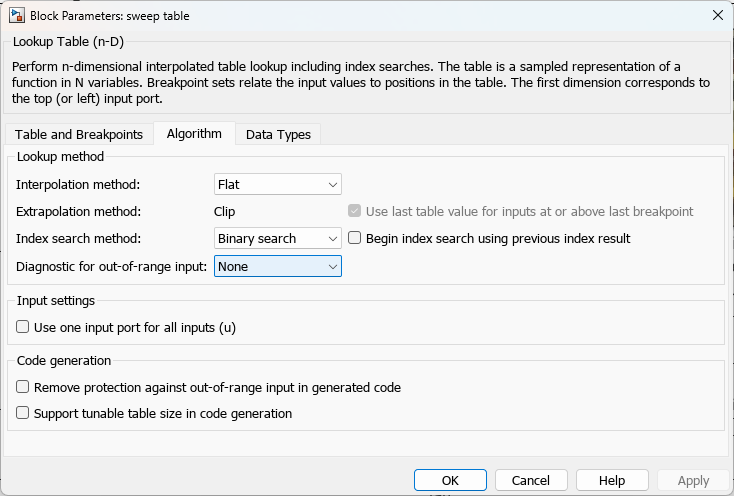 Block Parameters: sweep table
Lookup Table (n-D)
Perform n-dimensional interpolated table lookup including index searches. The table is a sampled representation of a
function in N variables. Breakpoint sets relate the input values to positions in the table. The first dimension corresponds to
the top (or left) input port.
Table and Breakpoints Algorithm Data Types
Lookup method
Interpolation method: Flat
Extrapolation method: Clip Use last table value for inputs at or above last breakpoint
Index search method: Binary search Begin index search using previous index result
Diagnostic for out-of-range input: None
Input settings
Use one input port for all inputs (u)
Code generation
Remove protection against out-of-range input in generated code
Support tunable table size in code generation
OK Cancel Help Apply